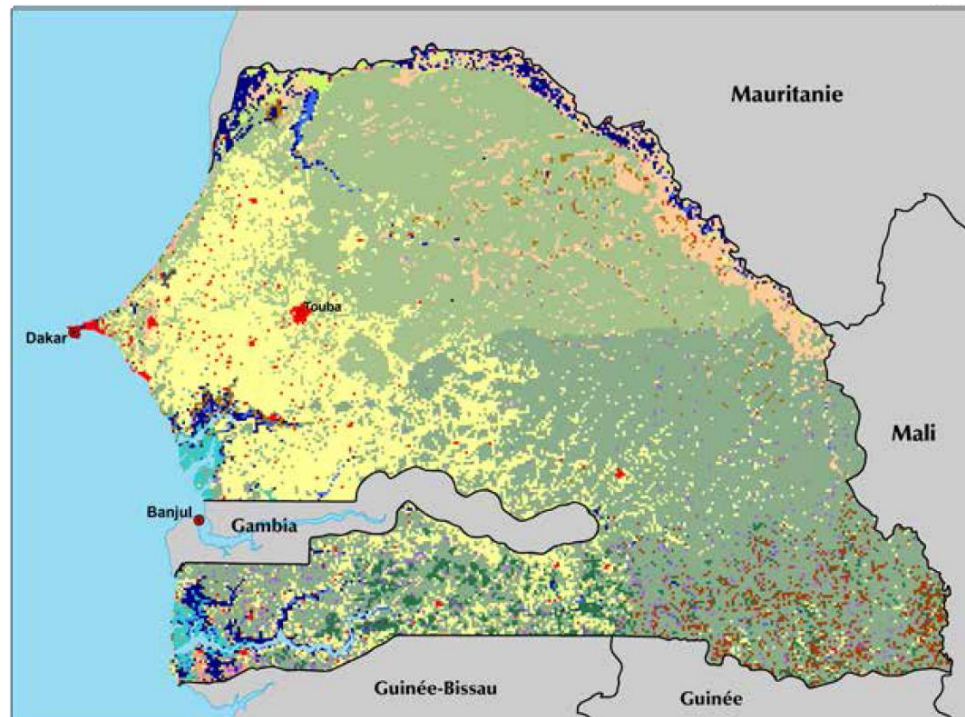 Mauritanie
Touba
Dakar
Mali
Banjul
Gambia
Guinée-Bissau
Guinée